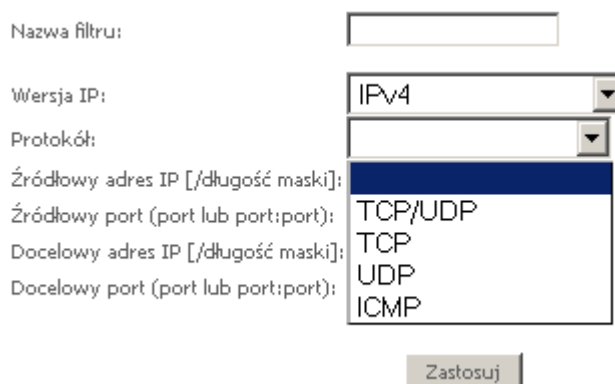 Nazwa filtru:
Wersja IP: IPv4
Protokół:
Źródłowy adres IP [/długość maski]:
TCP/UDP
Źródłowy port (port lub port:port):
TCP
Docelowy adres IP [/długość maski]:
UDP
Docelowy port (port lub port:port):
ICMP
Zastosuj